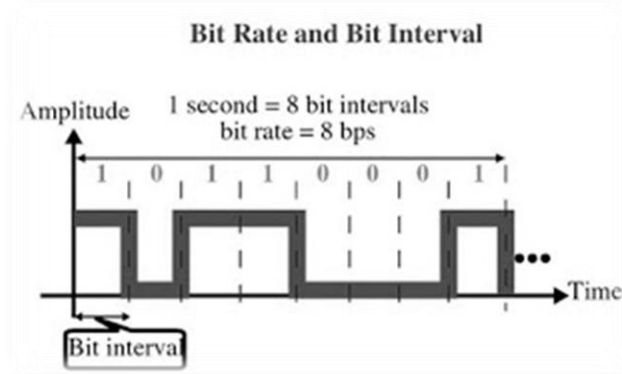 Bit Rate and Bit Interval
Amplitude
1 second = 8 bit intervals
bit rate = 8 bps
1 0 1 1 0 0 0 1
Time
Bit interval